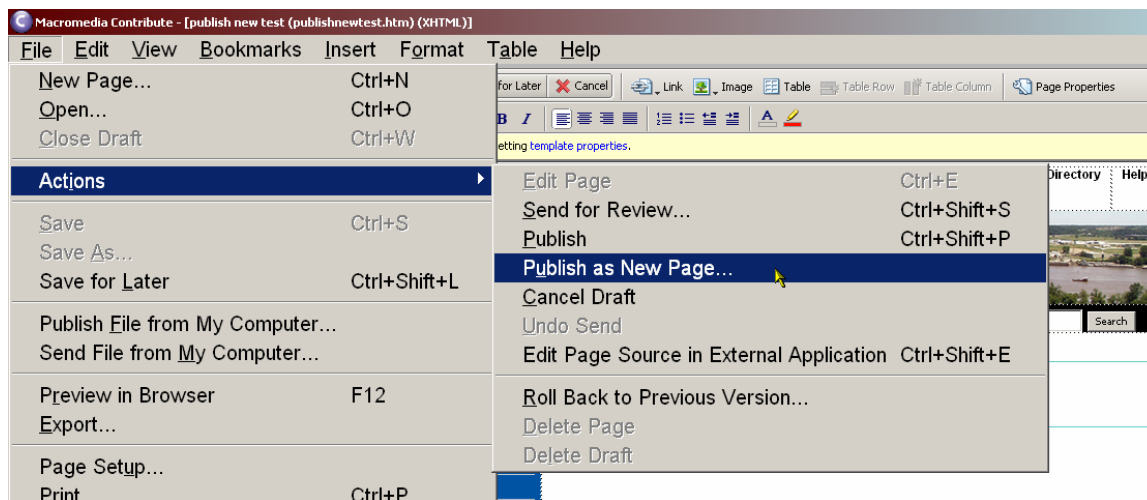 Macromedia Contribute - [publish new test (publishnewtest.htm) (XHTML)]
File Edit View Bookmarks Insert Format Table Help
New Page... Ctrl+N
Open... Ctrl+O
Close Draft Ctrl+W
for Later Cancel Link Image Table Table Row Table Column Page Properties
B I
etting template properties.
Actions
Save Ctrl+S
Save As...
Save for Later Ctrl+Shift+L
Publish File from My Computer...
Send File from My Computer...
Preview in Browser F12
Export...
Page Setup...
Print Ctrl+P
Edit Page Ctrl+E
Send for Review... Ctrl+Shift+S
Publish Ctrl+Shift+P
Publish as New Page...
Cancel Draft
Undo Send
Edit Page Source in External Application Ctrl+Shift+E
Roll Back to Previous Version...
Delete Page
Delete Draft
Directory Help
Search